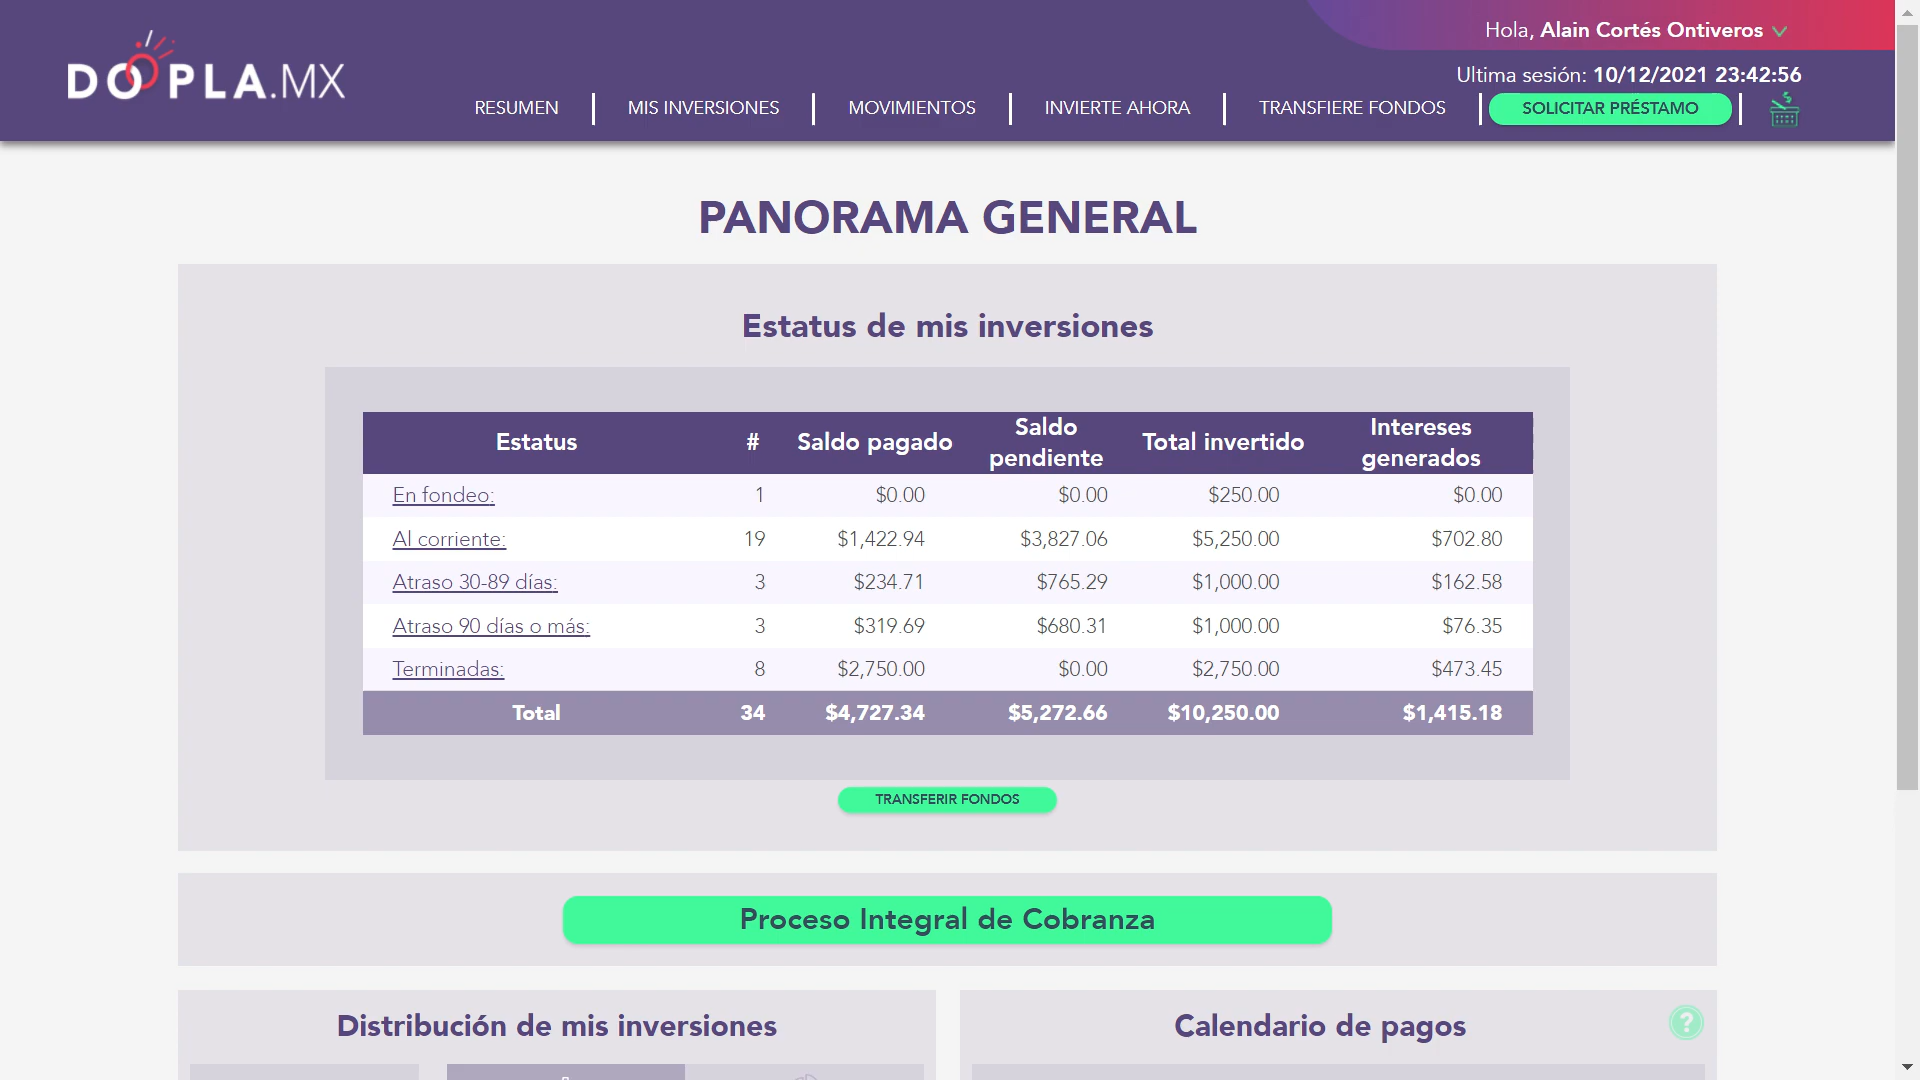 Hola, Alain Cortés Ontiveros
DOOPLA.MX
Ultima sesión: 10/12/2021 23:42:56
RESUMEN MIS INVERSIONES MOVIMIENTOS INVIERTE AHORA TRANSFIERE FONDOS SOLICITAR PRÉSTAMO
PANORAMA GENERAL
Estatus de mis inversiones
Estatus # Saldo pagado Saldo pendiente Total invertido Intereses generados
En fondeo: 1 $0.00 $0.00 $250.00 $0.00
Al corriente: 19 $1,422.94 $3,827.06 $5,250.00 $702.80
Atraso 30-89 días: 3 $234.71 $765.29 $1,000.00 $162.58
Atraso 90 días o más: 3 $319.69 $680.31 $1,000.00 $76.35
Terminadas: 8 $2,750.00 $0.00 $2,750.00 $473.45
Total 34 $4,727.34 $5,272.66 $10,250.00 $1,415.18
TRANSFERIR FONDOS
Proceso Integral de Cobranza
Distribución de mis inversiones
Calendario de pagos ?